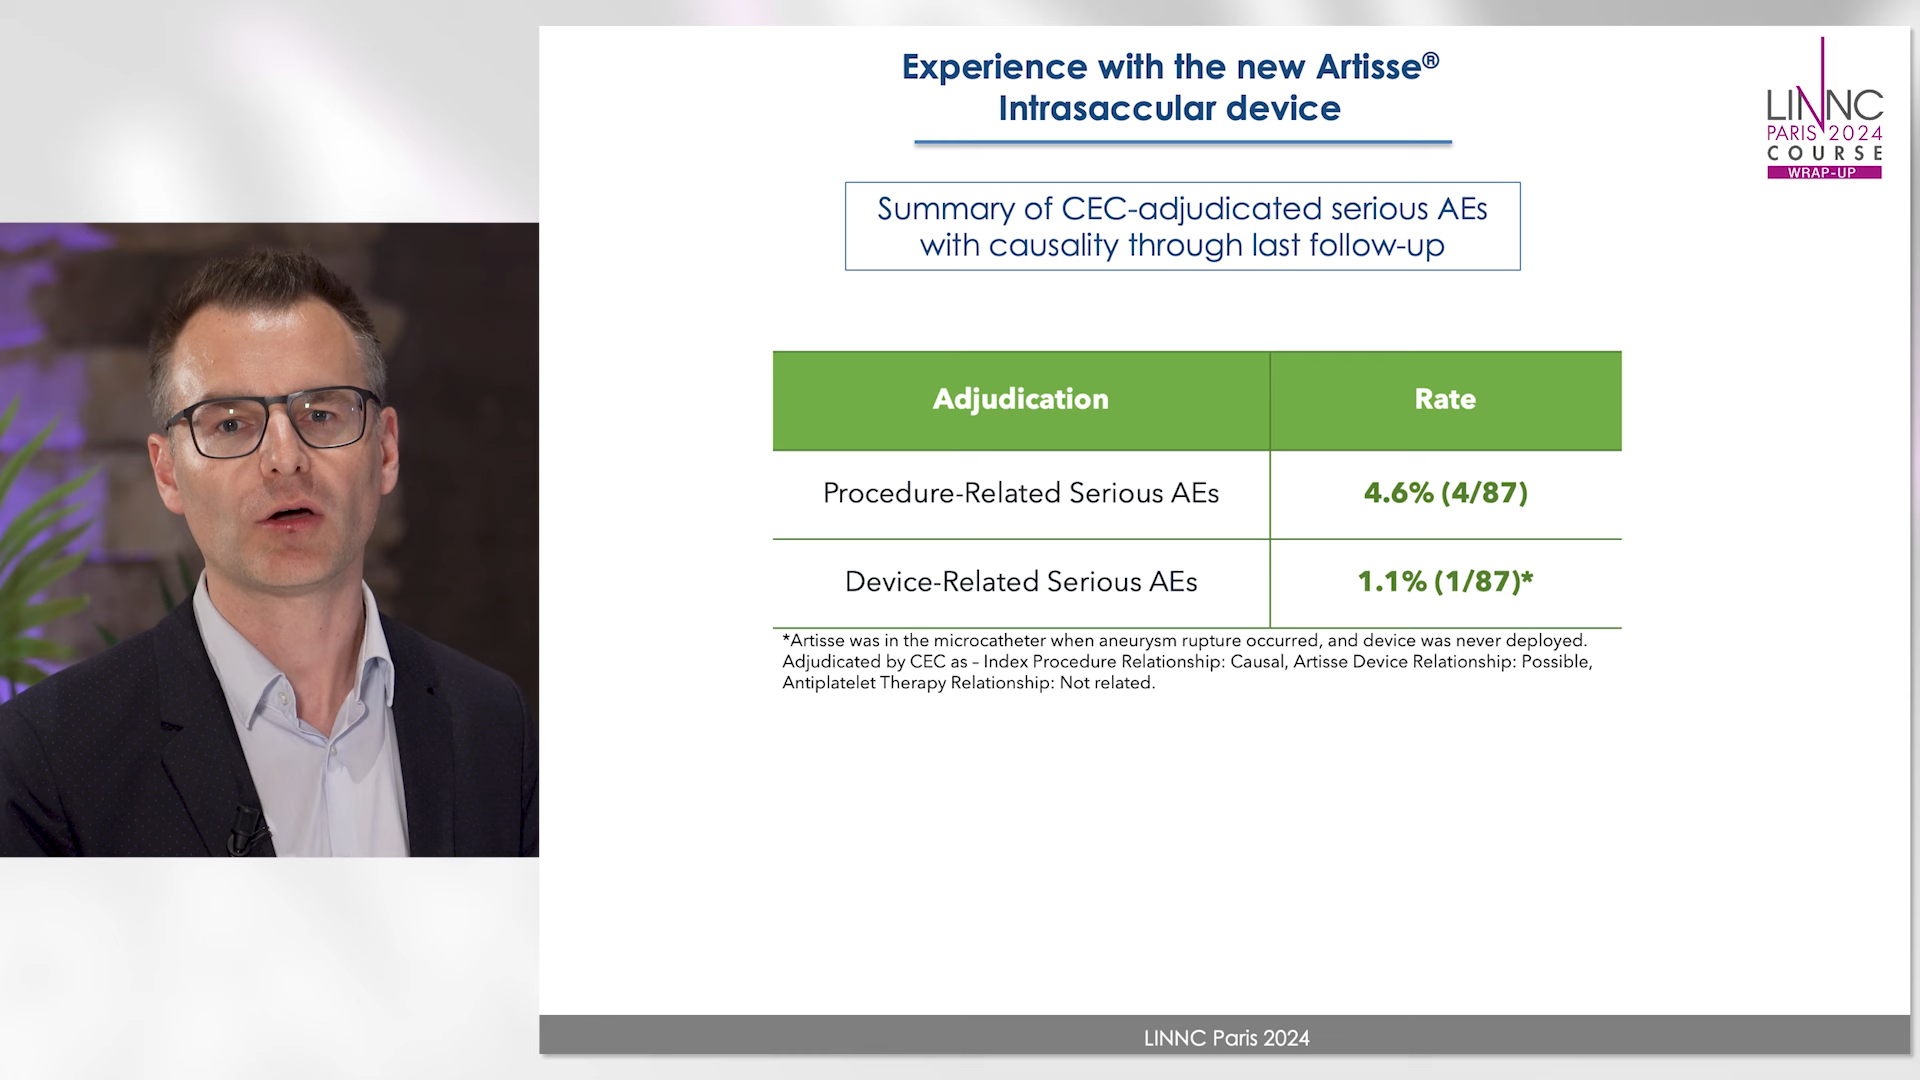 Experience with the new Artisse®
Intrasaccular device
LINNC
PARIS 2024
COURSE
WRAP-UP
Summary of CEC-adjudicated serious AEs
with causality through last follow-up
Adjudication Rate
Procedure-Related Serious AEs 4.6% (4/87)
Device-Related Serious AEs 1.1% (1/87)*
*Artisse was in the microcatheter when aneurysm rupture occurred, and device was never deployed.
Adjudicated by CEC as – Index Procedure Relationship: Causal, Artisse Device Relationship: Possible,
Antiplatelet Therapy Relationship: Not related.
LINNC Paris 2024